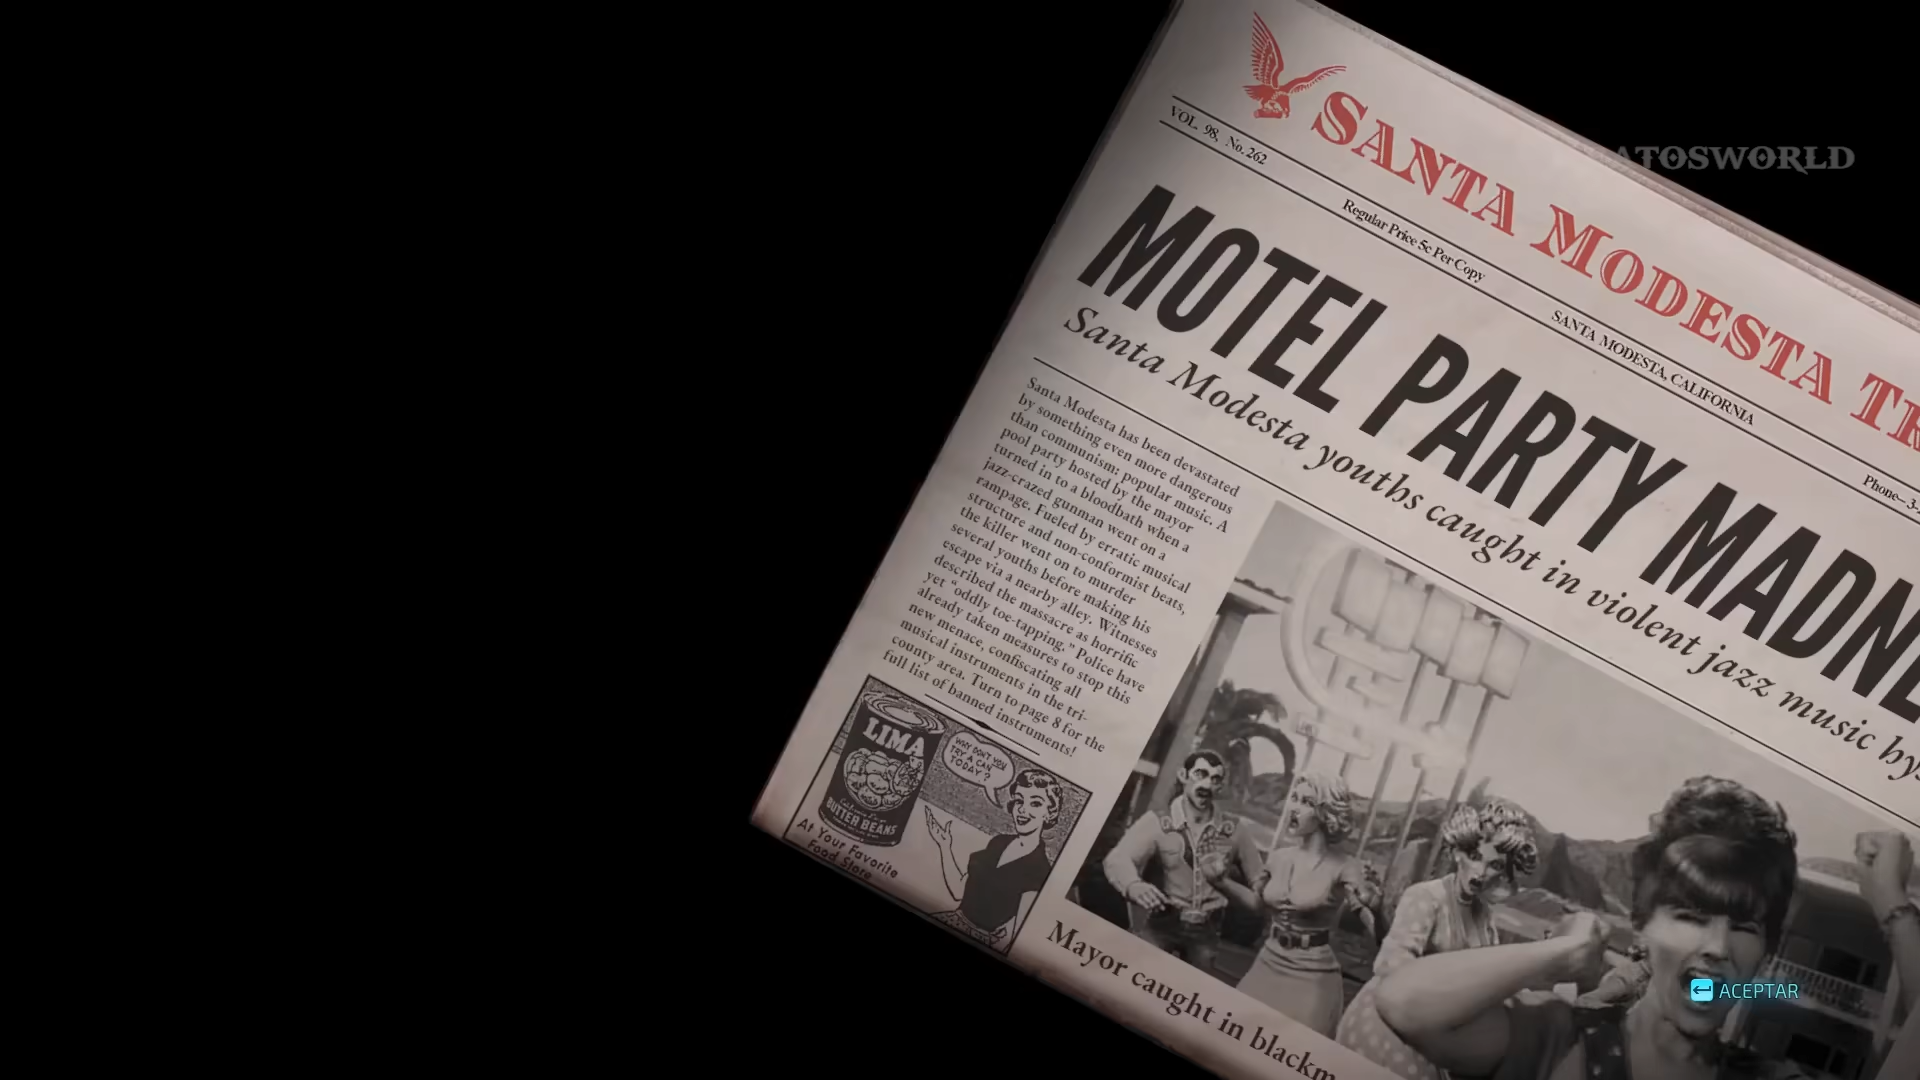 SANTA MODESTA TR
VOL. 98, No. 262
Regular Price 5c Per Copy
SANTA MODESTA, CALIFORNIA
Phone—3-
MOTEL PARTY MADNE
Santa Modesta youths caught in violent jazz music hys
Santa Modesta has been devastated
by something even more dangerous
than communism: popular music. A
pool party hosted by the mayor
turned in to a bloodbath when a
jazz-crazed gunman went on a
rampage. Fueled by erratic musical
structure and non-conformist beats,
the killer went on to murder
several youths before making his
escape via a nearby alley. Witnesses
described the massacre as horrific
yet “oddly toe-tapping.” Police have
already taken measures to stop this
new menace, confiscating all
musical instruments in the tri-
county area. Turn to page 8 for the
full list of banned instruments!
LIMA
BUTTER BEANS
WHY DON'T YOU
TRY A CAN
TODAY?
At Your Favorite
Food Store
Mayor caught in blackm
ATOSWORLD
ACEPTAR